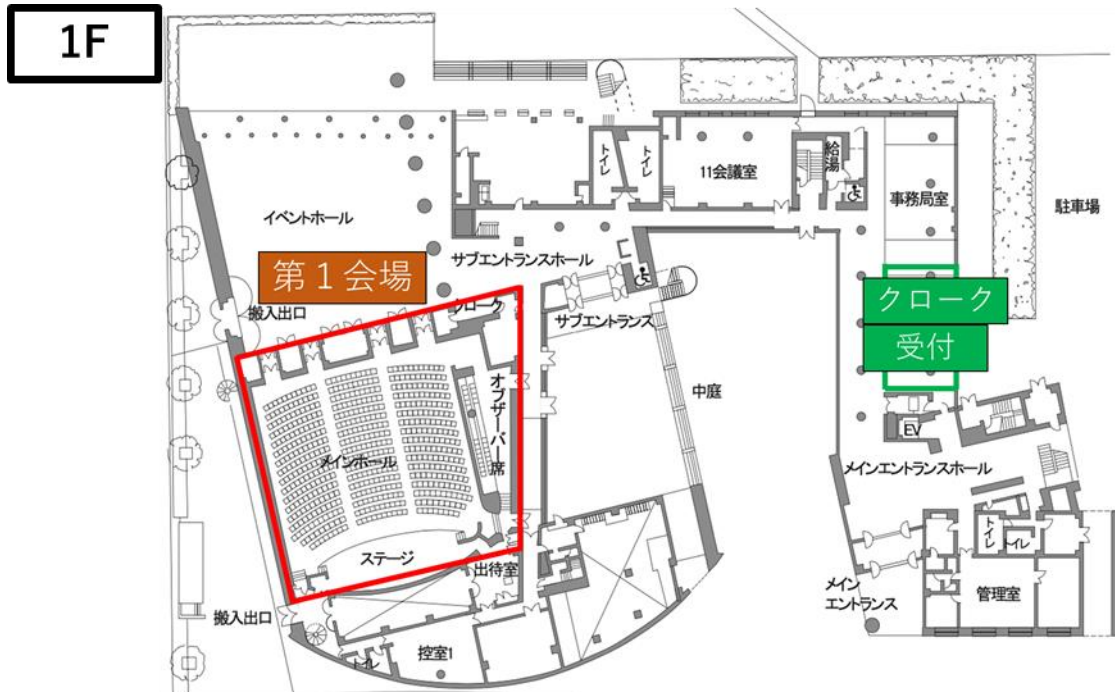 1F
トイレ
トイレ
11会議室
給湯
事務局室
駐車場
イベントホール
サブエントランスホール
第１会場
搬入出口
クローク
サブエントランス
クローク
受付
中庭
オブザーバー席
メインホール
EV
メインエントランスホール
ステージ
出待室
トイレ
トイレ
メイン
エントランス
管理室
搬入出口
控室1
トイレ